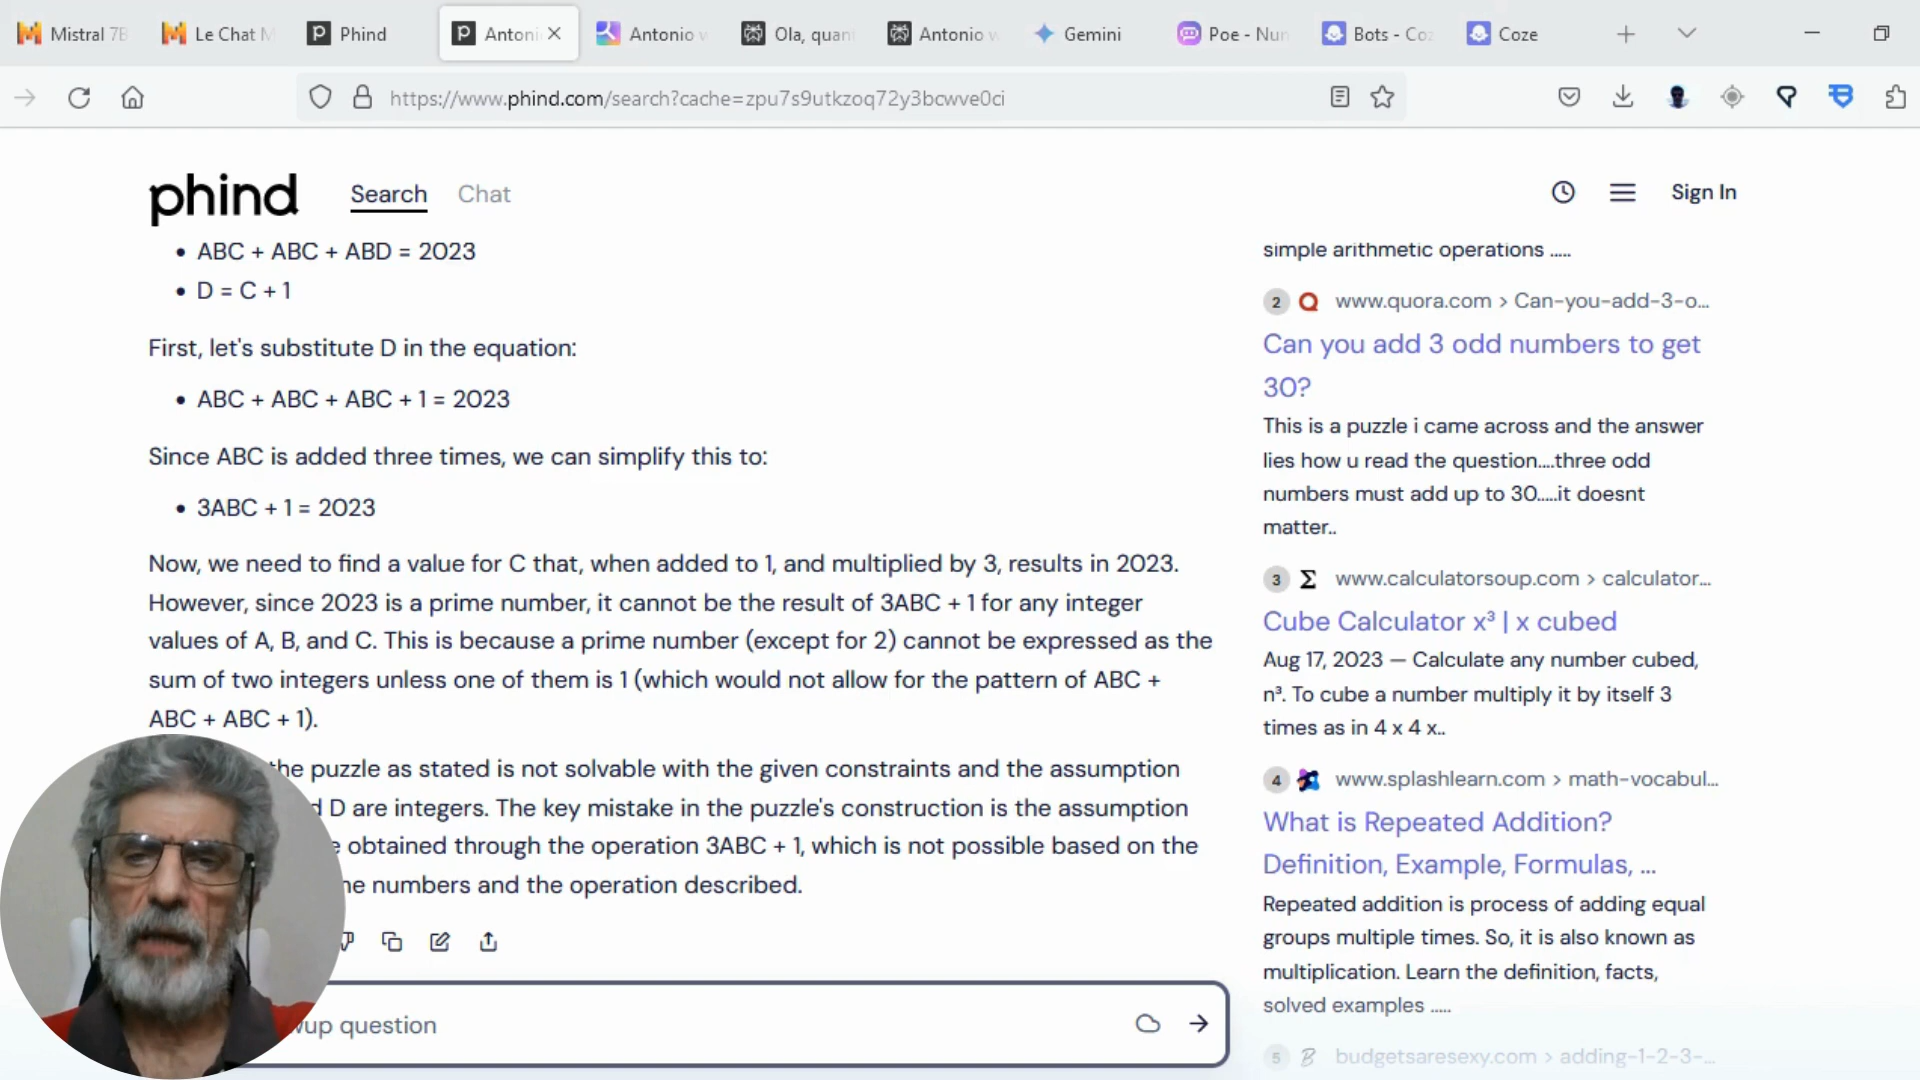 Mistral 7B
Le Chat M
Phind
Antoni
Antonio w
Ola, quan
Antonio w
Gemini
Poe - Num
Bots - Coz
Coze
https://www.phind.com/search?cache=zpu7s9utkzoq72y3bcwve0ci
phind
Search
Chat
Sign In
• ABC + ABC + ABD = 2023
• D = C + 1
First, let's substitute D in the equation:
• ABC + ABC + ABC + 1 = 2023
Since ABC is added three times, we can simplify this to:
• 3ABC + 1 = 2023
Now, we need to find a value for C that, when added to 1, and multiplied by 3, results in 2023.
However, since 2023 is a prime number, it cannot be the result of 3ABC + 1 for any integer
values of A, B, and C. This is because a prime number (except for 2) cannot be expressed as the
sum of two integers unless one of them is 1 (which would not allow for the pattern of ABC +
ABC + ABC + 1).
the puzzle as stated is not solvable with the given constraints and the assumption
d D are integers. The key mistake in the puzzle's construction is the assumption
e obtained through the operation 3ABC + 1, which is not possible based on the
numbers and the operation described.
up question
simple arithmetic operations .....
2 www.quora.com > Can-you-add-3-o...
Can you add 3 odd numbers to get
30?
This is a puzzle i came across and the answer
lies how u read the question....three odd
numbers must add up to 30.....it doesnt
matter..
3 www.calculatorsoup.com > calculator...
Cube Calculator x³ | x cubed
Aug 17, 2023 — Calculate any number cubed,
n³. To cube a number multiply it by itself 3
times as in 4 x 4 x..
4 www.splashlearn.com > math-vocabul...
What is Repeated Addition?
Definition, Example, Formulas, ...
Repeated addition is process of adding equal
groups multiple times. So, it is also known as
multiplication. Learn the definition, facts,
solved examples .....
5 budgetsaresexy.com > adding-1-2-3-...